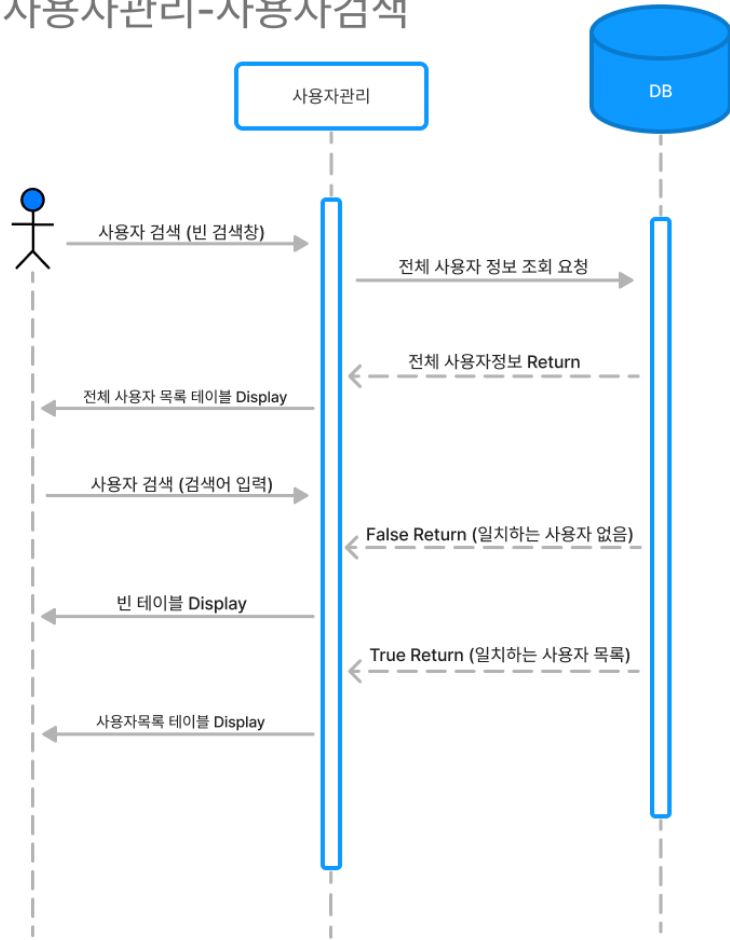 사용자관리-사용자검색
사용자관리
DB
사용자 검색 (빈 검색창)
전체 사용자 정보 조회 요청
전체 사용자정보 Return
전체 사용자 목록 테이블 Display
사용자 검색 (검색어 입력)
False Return (일치하는 사용자 없음)
빈 테이블 Display
True Return (일치하는 사용자 목록)
사용자목록 테이블 Display